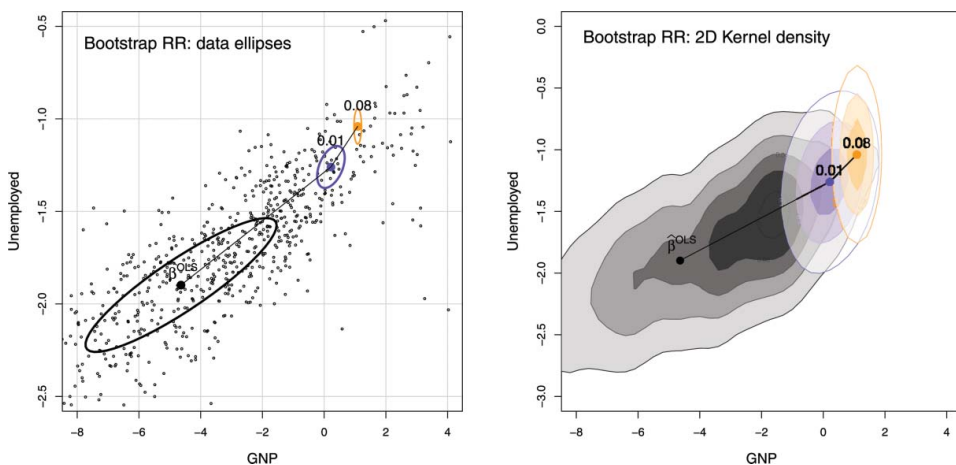 Bootstrap RR: data ellipses
-0.5
-1.0
-1.5
-2.0
-2.5
Unemployed
0.08
0.01
β̂^OLS
-8 -6 -4 -2 0 2 4
GNP
Bootstrap RR: 2D Kernel density
0.0
-0.5
-1.0
-1.5
-2.0
-2.5
-3.0
Unemployed
0.08
0.01
β̂^OLS
-8 -6 -4 -2 0 2 4
GNP